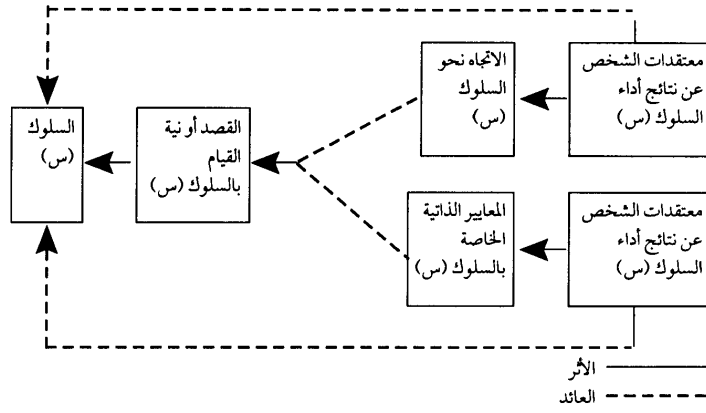 معتقدات الشخص
عن نتائج أداء
السلوك (س)
الاتجاه نحو
السلوك
(س)
القصد أو نية
القيام
بالسلوك (س)
السلوك
(س)
معتقدات الشخص
عن نتائج أداء
السلوك (س)
المعايير الذاتية
الخاصة
بالسلوك (س)
الأثر
العائد